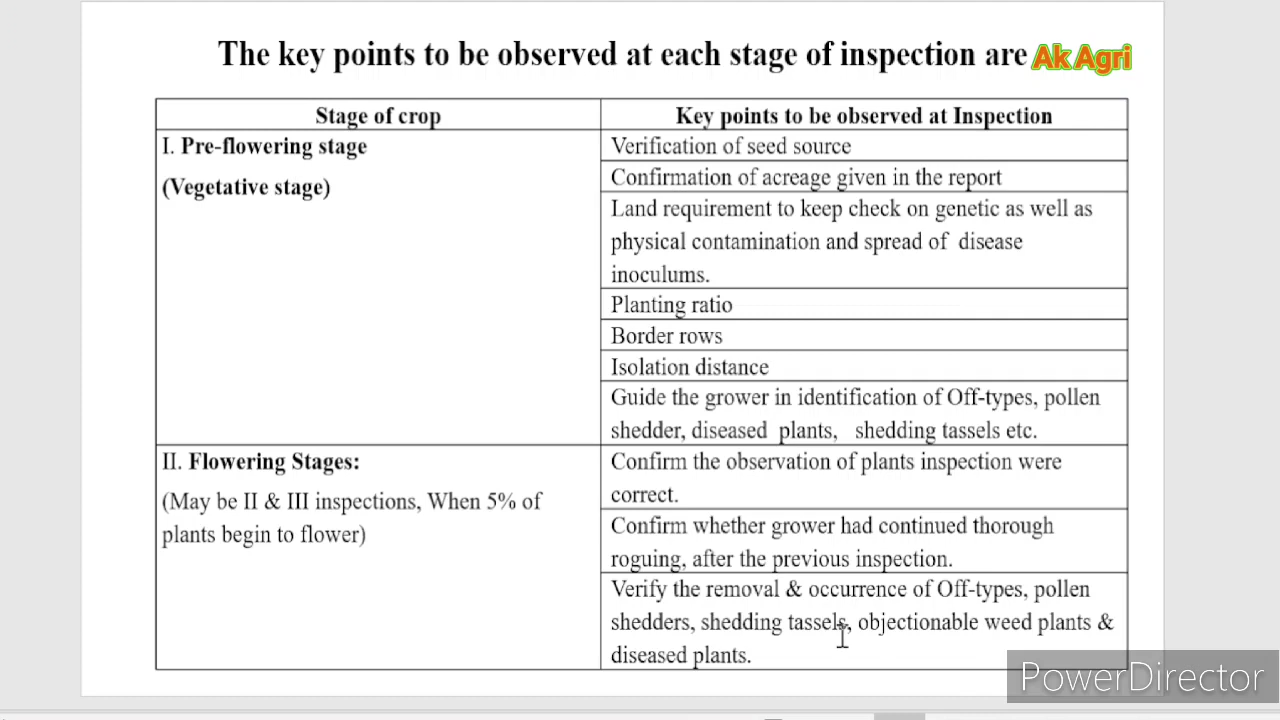 The key points to be observed at each stage of inspection are
Ak Agri
Stage of crop
Key points to be observed at Inspection
I. Pre-flowering stage
(Vegetative stage)
Verification of seed source
Confirmation of acreage given in the report
Land requirement to keep check on genetic as well as
physical contamination and spread of disease
inoculums.
Planting ratio
Border rows
Isolation distance
Guide the grower in identification of Off-types, pollen
shedder, diseased plants, shedding tassels etc.
II. Flowering Stages:
(May be II & III inspections, When 5% of
plants begin to flower)
Confirm the observation of plants inspection were
correct.
Confirm whether grower had continued thorough
roguing, after the previous inspection.
Verify the removal & occurrence of Off-types, pollen
shedders, shedding tassels, objectionable weed plants &
diseased plants.
PowerDirector